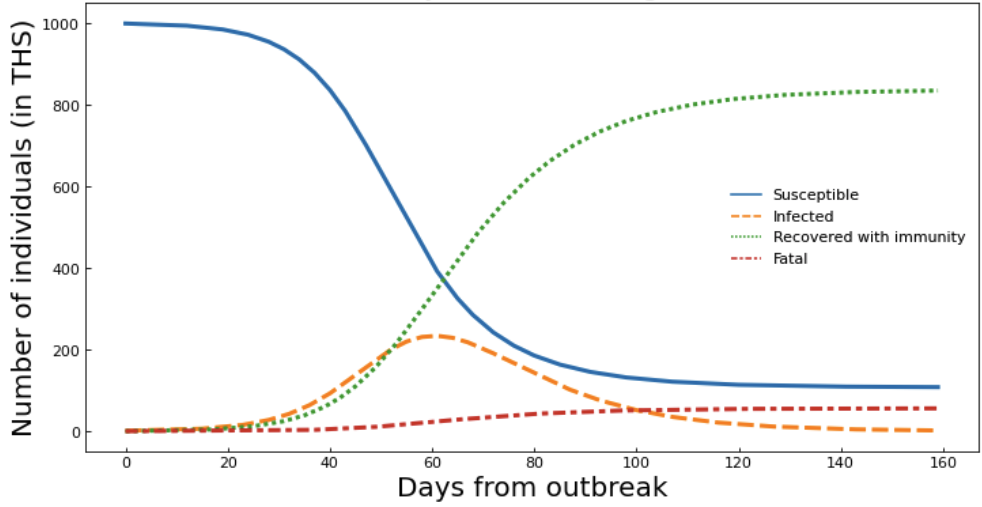 Number of individuals (in THS)
1000
800
600
400
200
0
Susceptible
Infected
Recovered with immunity
Fatal
0 20 40 60 80 100 120 140 160
Days from outbreak